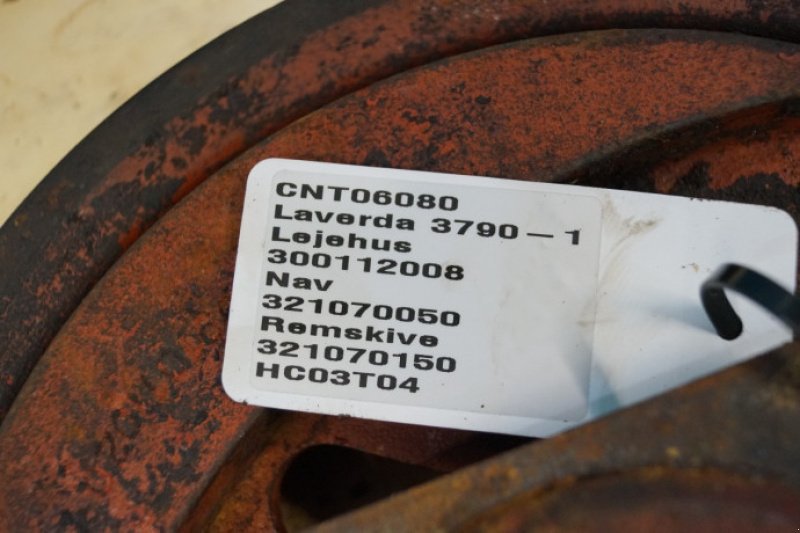 CNT06080
Laverda 3790-1
Lejehus
300112008
Nav
321070050
Remskive
321070150
HC03T04